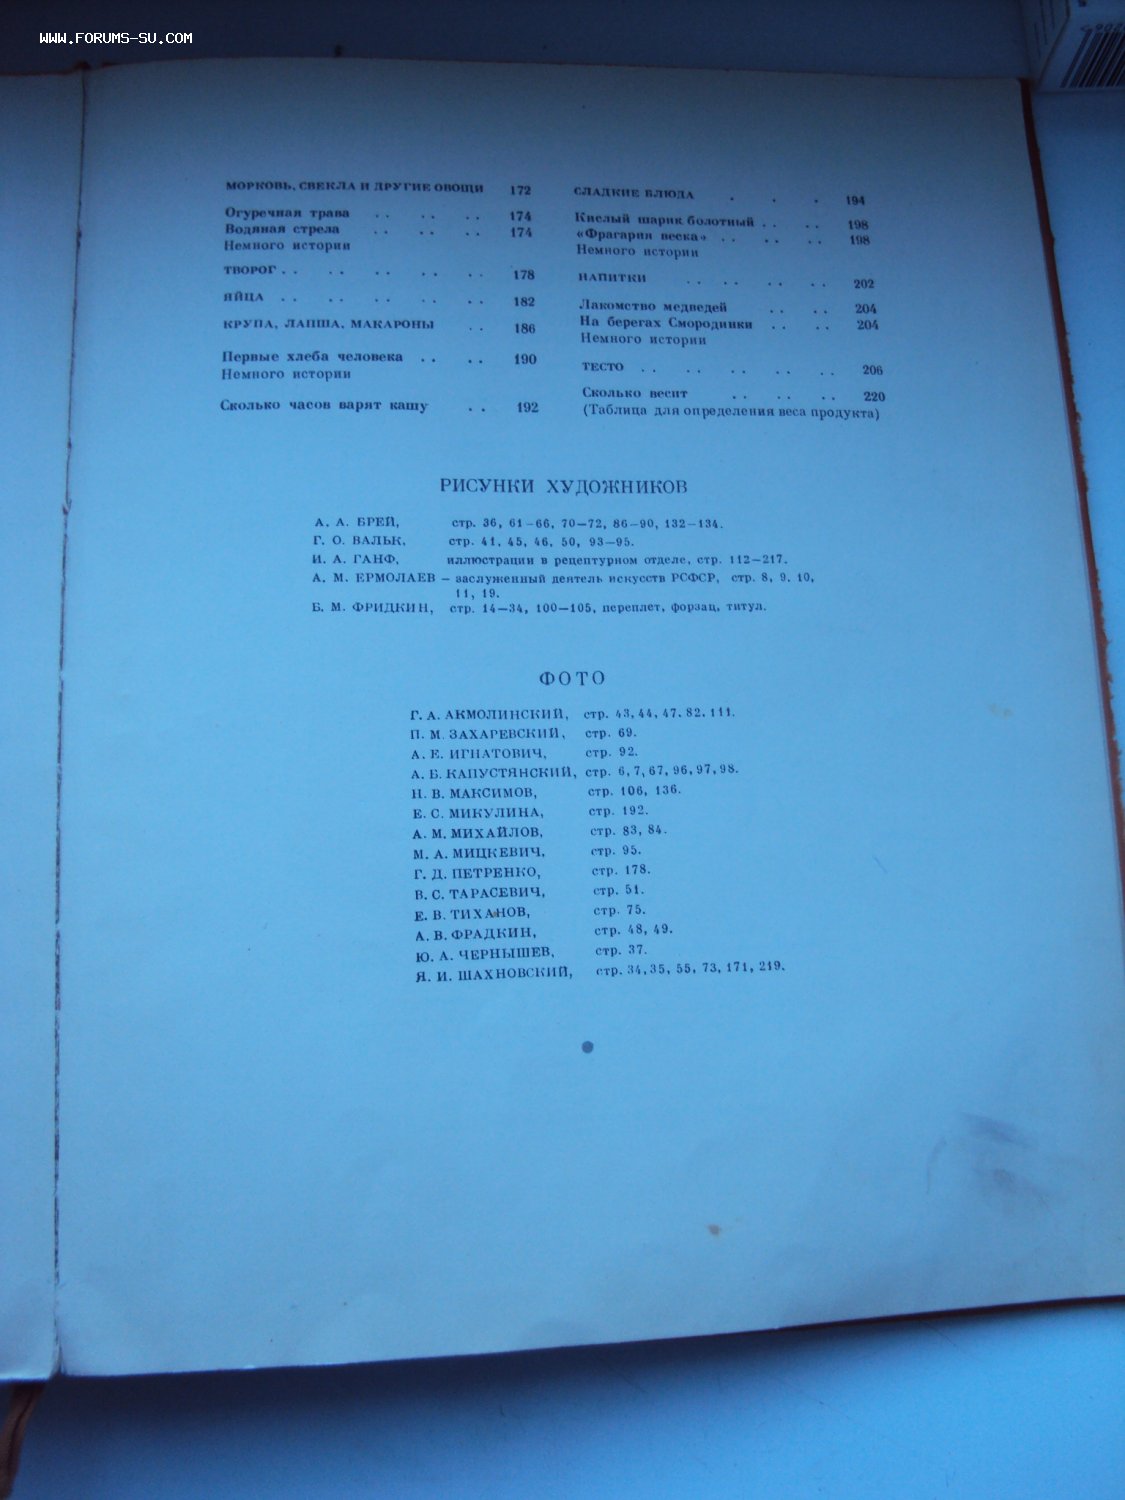 WWW.FORUMS-SU.COM
МОРКОВЬ, СВЕКЛА И ДРУГИЕ ОВОЩИ 172
Огуречная трава . . . . . . 174
Водяная стрела . . . . . . 174
Немного истории
ТВОРОГ . . . . . . . . . . 178
ЯЙЦА . . . . . . . . . . 182
КРУПА, ЛАПША, МАКАРОНЫ . . 186
Первые хлеба человека . . . . 190
Немного истории
Сколько часов варят кашу . . 192
СЛАДКИЕ БЛЮДА . . . 194
Кислый шарик болотный . . . . 198
«Фрагария веска» . . . . . . 198
Немного истории
НАПИТКИ . . . . . . . . 202
Лакомство медведей . . . . 204
На берегах Смородинки . . . . 204
Немного истории
ТЕСТО . . . . . . . . . . 206
Сколько весит . . . . . . 220
(Таблица для определения веса продукта)
РИСУНКИ ХУДОЖНИКОВ
А. А. БРЕЙ, стр. 36, 61—66, 70—72, 86—90, 132—134.
Г. О. ВАЛЬК, стр. 41, 45, 46, 50, 93—95.
И. А. ГАНФ, иллюстрации в рецептурном отделе, стр. 112—217.
А. М. ЕРМОЛАЕВ — заслуженный деятель искусств РСФСР, стр. 8, 9, 10,
11, 19.
Б. М. ФРИДКИН, стр. 14—34, 100—105, переплет, форзац, титул.
ФОТО
Г. А. АКМОЛИНСКИЙ, стр. 43, 44, 47, 82, 111.
П. М. ЗАХАРЕВСКИЙ, стр. 69.
А. Е. ИГНАТОВИЧ, стр. 92.
А. Б. КАПУСТЯНСКИЙ, стр. 6, 7, 67, 96, 97, 98.
Н. В. МАКСИМОВ, стр. 106, 136.
Е. С. МИКУЛИНА, стр. 192.
А. М. МИХАЙЛОВ, стр. 83, 84.
М. А. МИЦКЕВИЧ, стр. 95.
Г. Д. ПЕТРЕНКО, стр. 178.
В. С. ТАРАСЕВИЧ, стр. 51.
Е. В. ТИХАНОВ, стр. 75.
А. В. ФРАДКИН, стр. 48, 49.
Ю. А. ЧЕРНЫШЕВ, стр. 37.
Я. И. ШАХНОВСКИЙ, стр. 34, 35, 55, 73, 171, 219.